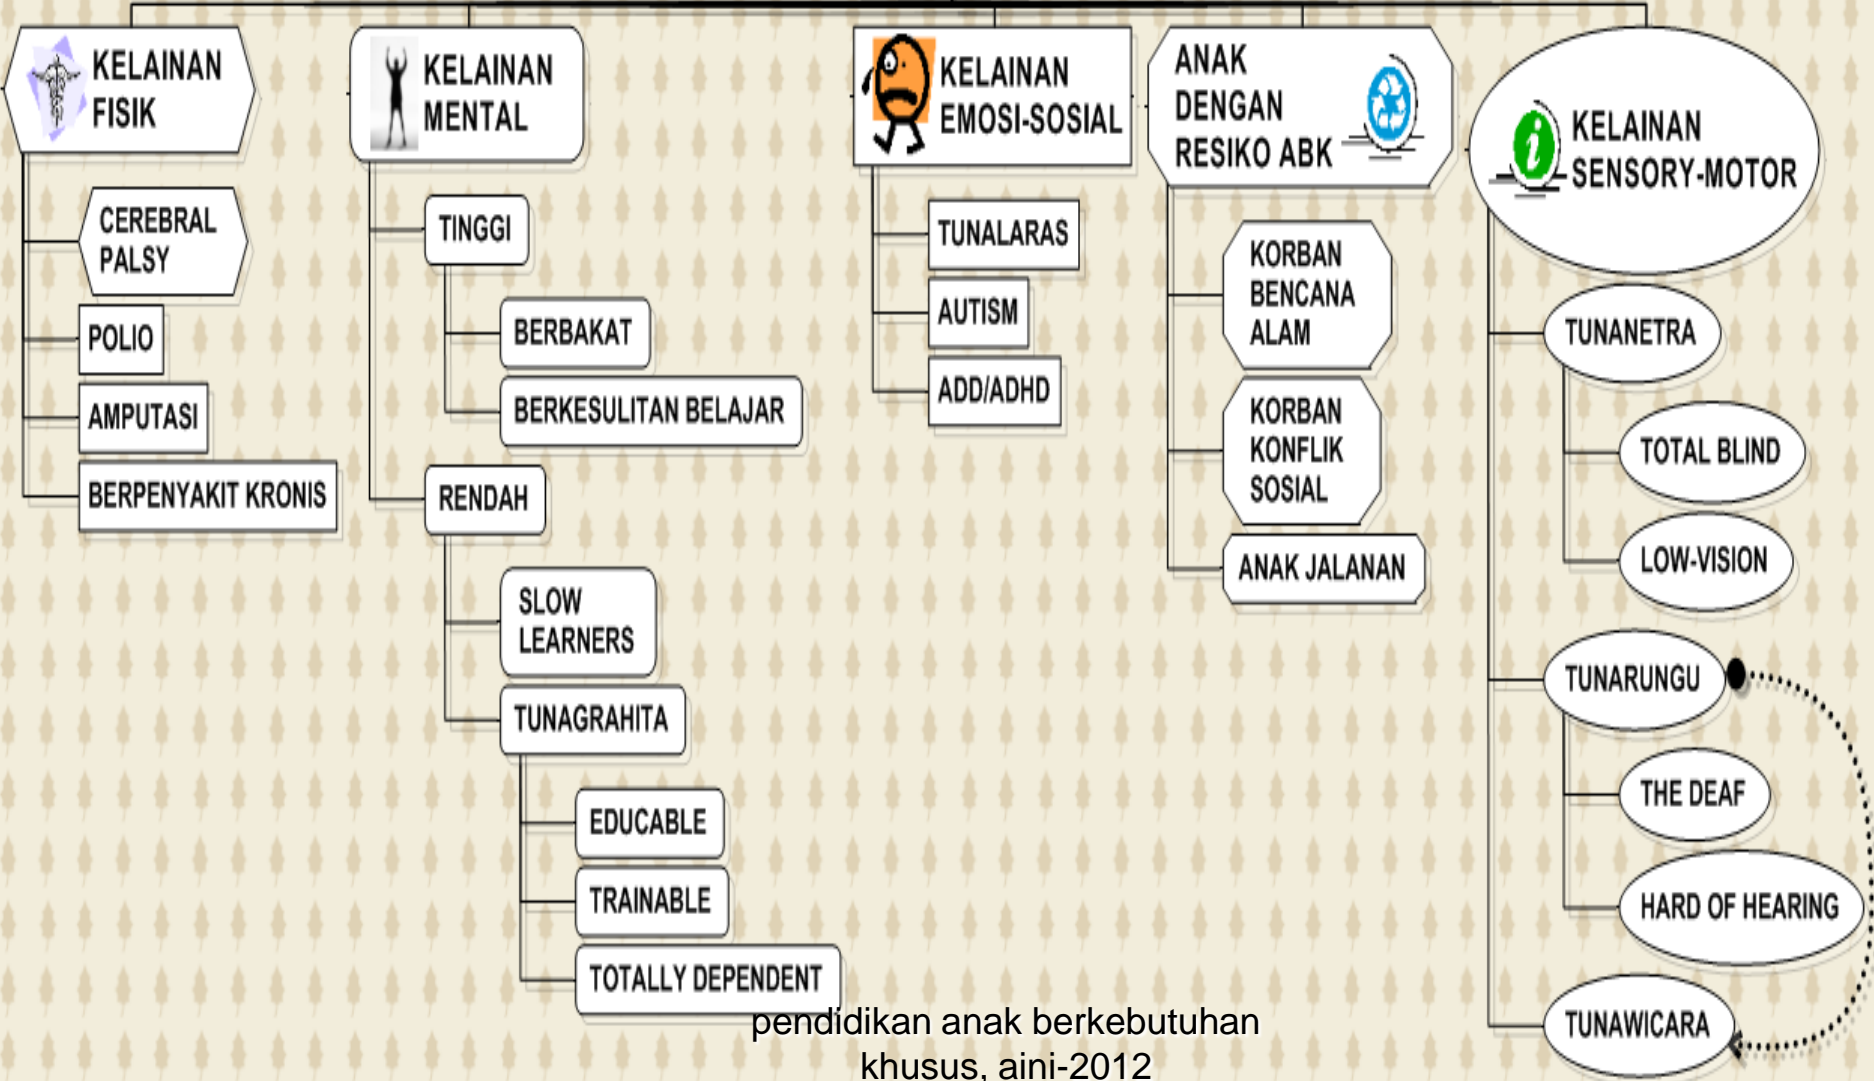 KELAINAN
FISIK
CEREBRAL
PALSY
POLIO
AMPUTASI
BERPENYAKIT KRONIS
KELAINAN
MENTAL
TINGGI
BERBAKAT
BERKESULITAN BELAJAR
RENDAH
SLOW
LEARNERS
TUNAGRAHITA
EDUCABLE
TRAINABLE
TOTALLY DEPENDENT
KELAINAN
EMOSI-SOSIAL
TUNALARAS
AUTISM
ADD/ADHD
ANAK
DENGAN
RESIKO ABK
KORBAN
BENCANA
ALAM
KORBAN
KONFLIK
SOSIAL
ANAK JALANAN
i
KELAINAN
SENSORY-MOTOR
TUNANETRA
TOTAL BLIND
LOW-VISION
TUNARUNGU
THE DEAF
HARD OF HEARING
TUNAWICARA
pendidikan anak berkebutuhan
khusus, aini-2012